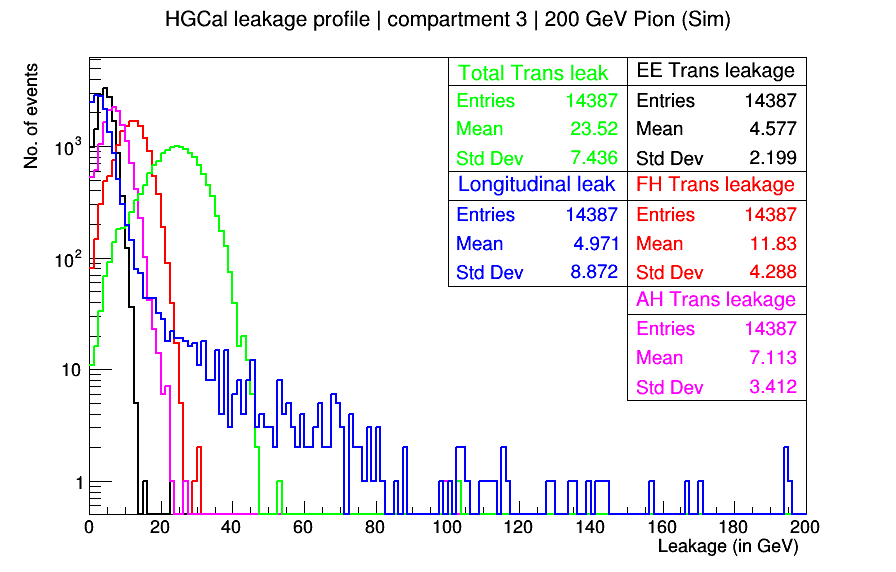 HGCal leakage profile | compartment 3 | 200 GeV Pion (Sim)
No. of events
Total Trans leak
Entries 14387
Mean 23.52
Std Dev 7.436
EE Trans leakage
Entries 14387
Mean 4.577
Std Dev 2.199
Longitudinal leak
Entries 14387
Mean 4.971
Std Dev 8.872
FH Trans leakage
Entries 14387
Mean 11.83
Std Dev 4.288
AH Trans leakage
Entries 14387
Mean 7.113
Std Dev 3.412
10^3
10^2
10
1
0 20 40 60 80 100 120 140 160 180 200
Leakage (in GeV)